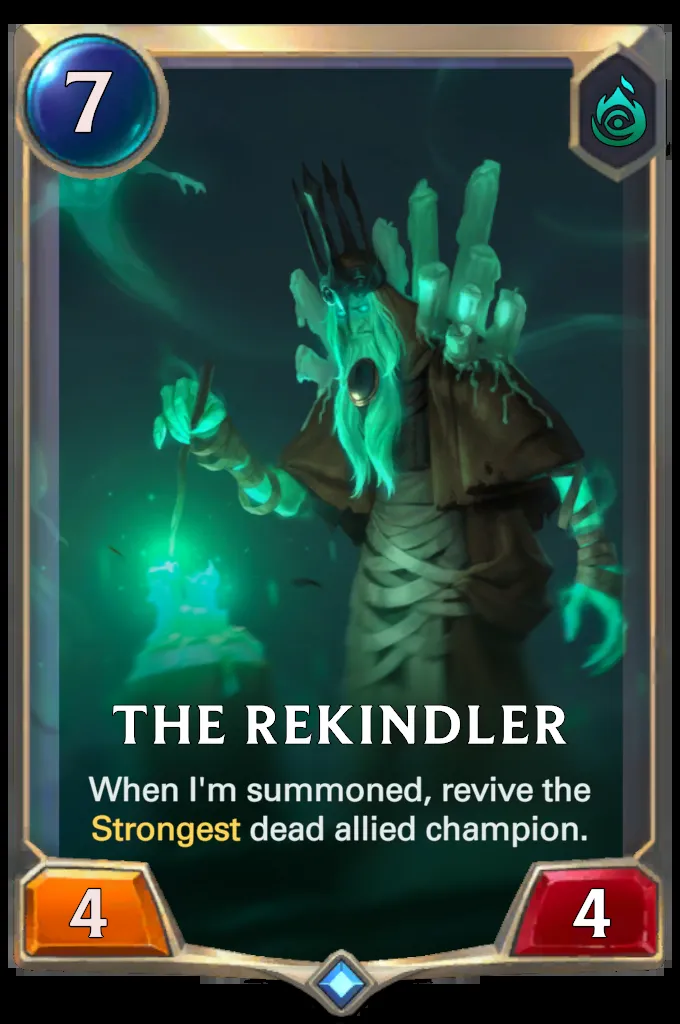 7
THE REKINDLER
When I'm summoned, revive the
Strongest dead allied champion.
4
4